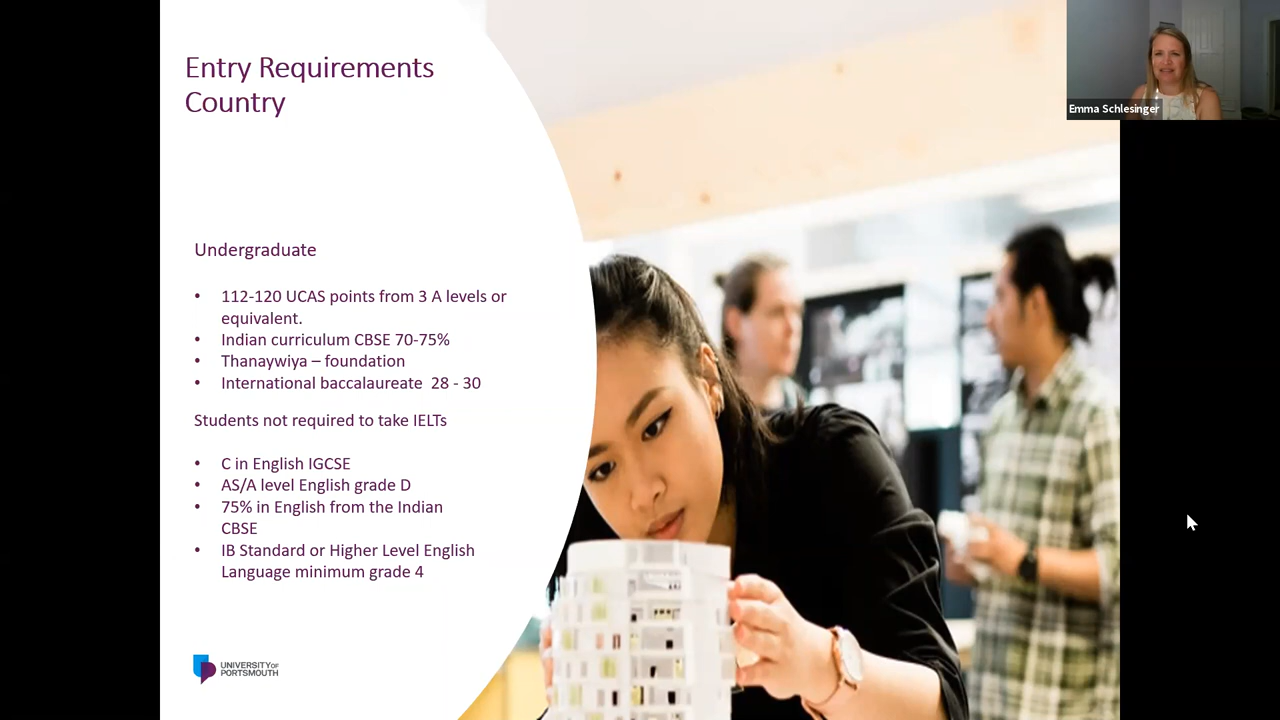 Entry Requirements
Country
Emma Schlesinger
Undergraduate
• 112-120 UCAS points from 3 A levels or
equivalent.
• Indian curriculum CBSE 70-75%
• Thanaywiya – foundation
• International baccalaureate 28 - 30
Students not required to take IELTs
• C in English IGCSE
• AS/A level English grade D
• 75% in English from the Indian
CBSE
• IB Standard or Higher Level English
Language minimum grade 4
UNIVERSITY OF
PORTSMOUTH